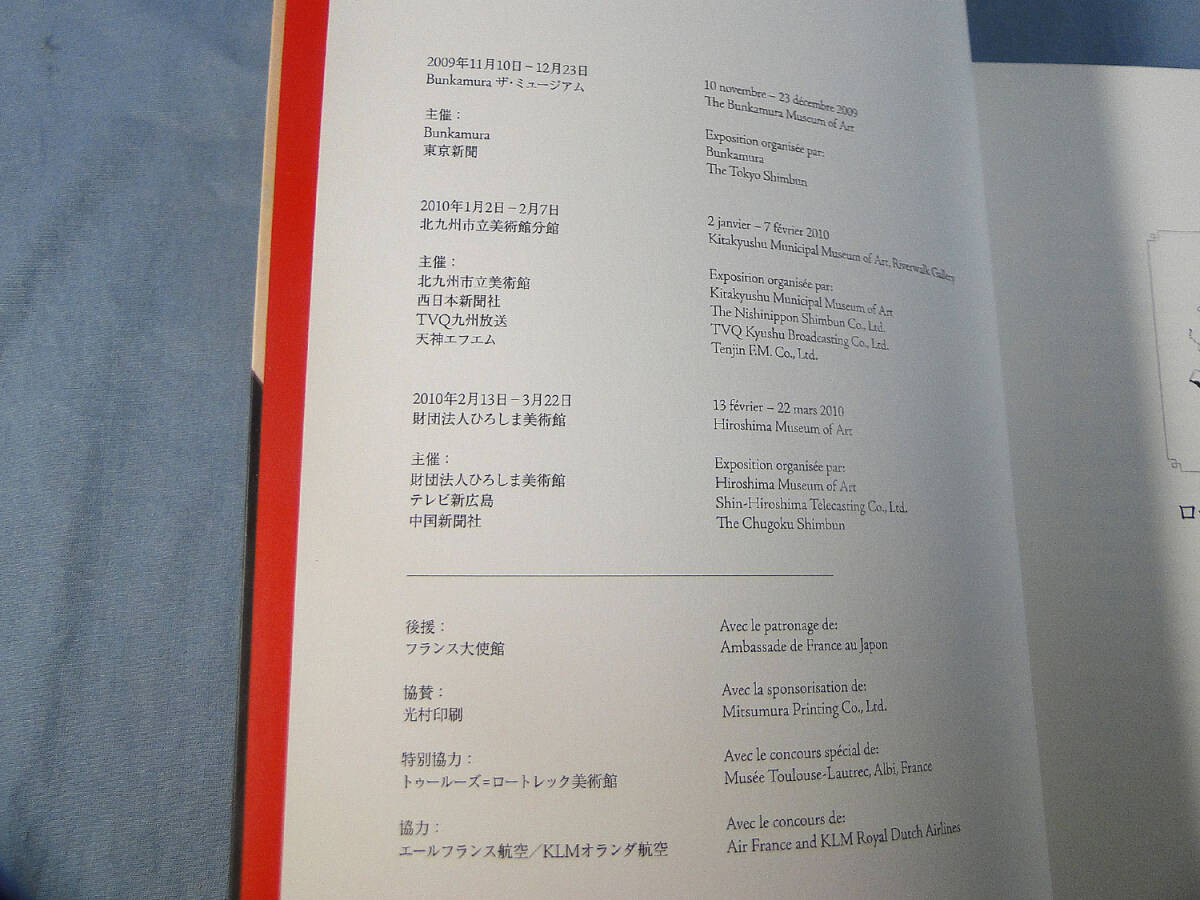 2009年11月10日－12月23日
Bunkamura ザ・ミュージアム
主催：
Bunkamura
東京新聞
2010年1月2日－2月7日
北九州市立美術館分館
主催：
北九州市立美術館
西日本新聞社
TVQ九州放送
天神エフエム
2010年2月13日－3月22日
財団法人ひろしま美術館
主催：
財団法人ひろしま美術館
テレビ新広島
中国新聞社
後援：
フランス大使館
協賛：
光村印刷
特別協力：
トゥールーズ=ロートレック美術館
協力：
エールフランス航空／KLMオランダ航空
10 novembre – 23 décembre 2009
The Bunkamura Museum of Art
Exposition organisée par:
Bunkamura
The Tokyo Shimbun
2 janvier – 7 février 2010
Kitakyushu Municipal Museum of Art, Riverwalk Gallery
Exposition organisée par:
Kitakyushu Municipal Museum of Art
The Nishinippon Shimbun Co., Ltd.
TVQ Kyushu Broadcasting Co., Ltd.
Tenjin F.M. Co., Ltd.
13 février – 22 mars 2010
Hiroshima Museum of Art
Exposition organisée par:
Hiroshima Museum of Art
Shin-Hiroshima Telecasting Co., Ltd.
The Chugoku Shimbun
Avec le patronage de:
Ambassade de France au Japon
Avec la sponsorisation de:
Mitsumura Printing Co., Ltd.
Avec le concours spécial de:
Musée Toulouse-Lautrec, Albi, France
Avec le concours de:
Air France and KLM Royal Dutch Airlines